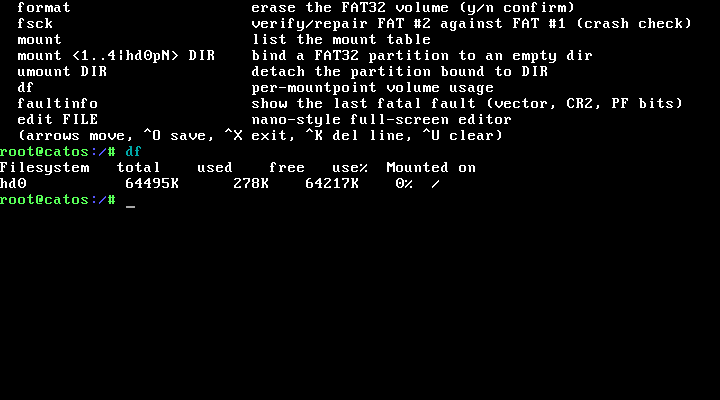 format                    erase the FAT32 volume (y/n confirm)
  fsck                      verify/repair FAT #2 against FAT #1 (crash check)
  mount                     list the mount table
  mount <1..4|hd0pN> DIR    bind a FAT32 partition to an empty dir
  umount DIR                detach the partition bound to DIR
  df                        per-mountpoint volume usage
  faultinfo                 show the last fatal fault (vector, CR2, PF bits)
  edit FILE                 nano-style full-screen editor
  (arrows move, ^O save, ^X exit, ^K del line, ^U clear)
root@catos:/# df
Filesystem   total    used    free   use%  Mounted on
hd0            64495K      278K    64217K    0%  /
root@catos:/# _